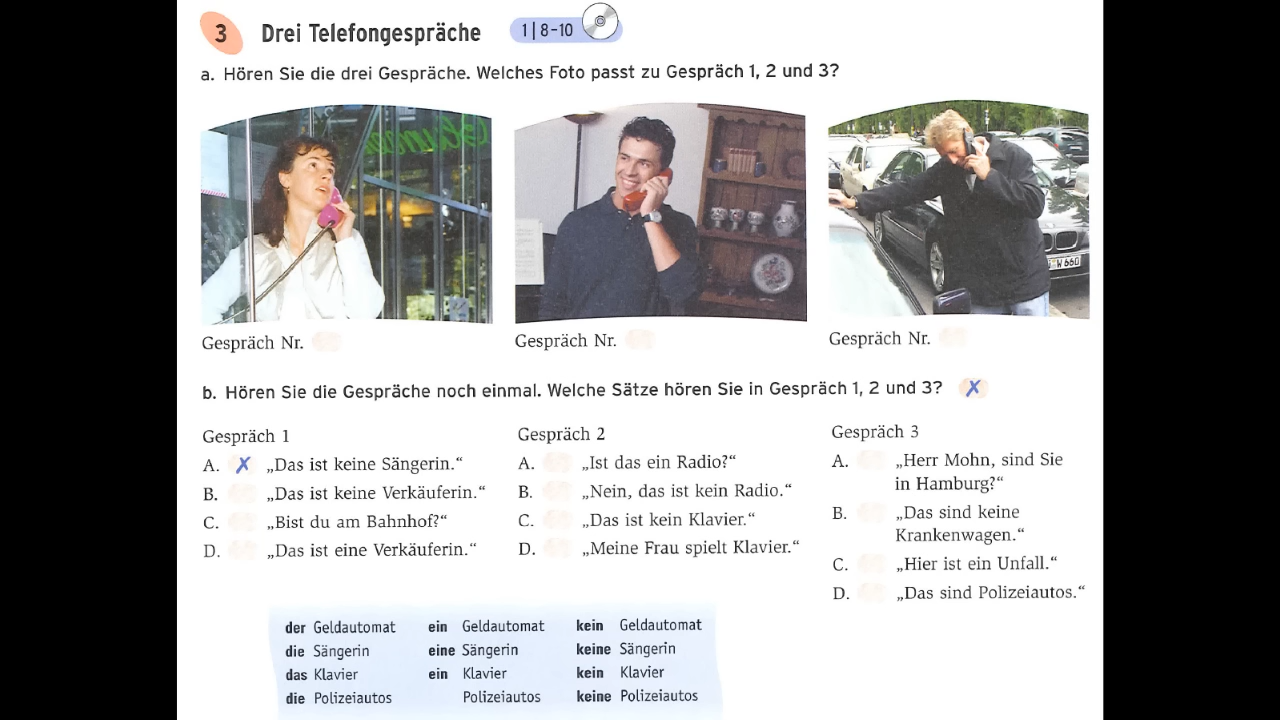 3 Drei Telefongespräche 1 | 8–10
a. Hören Sie die drei Gespräche. Welches Foto passt zu Gespräch 1, 2 und 3?
Gespräch Nr.
Gespräch Nr.
Gespräch Nr.
b. Hören Sie die Gespräche noch einmal. Welche Sätze hören Sie in Gespräch 1, 2 und 3? ✗
Gespräch 1
A. ✗ „Das ist keine Sängerin.“
B. „Das ist keine Verkäuferin.“
C. „Bist du am Bahnhof?“
D. „Das ist eine Verkäuferin.“
Gespräch 2
A. „Ist das ein Radio?“
B. „Nein, das ist kein Radio.“
C. „Das ist kein Klavier.“
D. „Meine Frau spielt Klavier.“
Gespräch 3
A. „Herr Mohn, sind Sie
in Hamburg?“
B. „Das sind keine
Krankenwagen.“
C. „Hier ist ein Unfall.“
D. „Das sind Polizeiautos.“
der Geldautomat ein Geldautomat kein Geldautomat
die Sängerin eine Sängerin keine Sängerin
das Klavier ein Klavier kein Klavier
die Polizeiautos Polizeiautos keine Polizeiautos